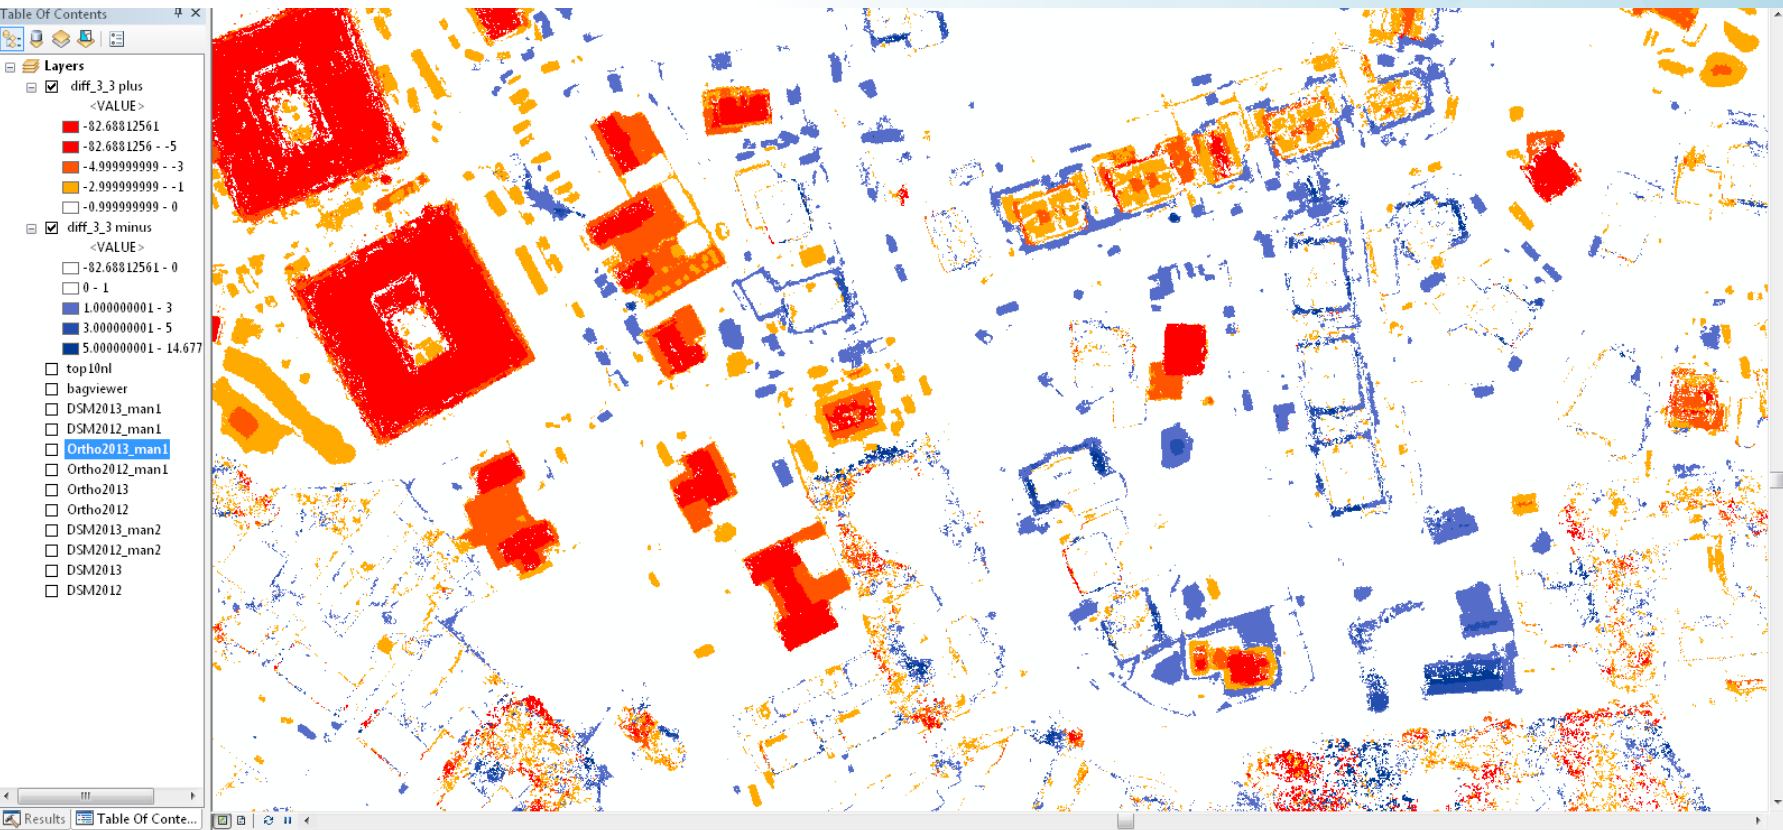 Table Of Contents
Layers
diff_3_3 plus
<VALUE>
-82.68812561
-82.6881256 - -5
-4.999999999 - -3
-2.999999999 - -1
-0.999999999 - 0
diff_3_3 minus
<VALUE>
-82.68812561 - 0
0 - 1
1.000000001 - 3
3.000000001 - 5
5.000000001 - 14.677
top10nl
bagviewer
DSM2013_man1
DSM2012_man1
Ortho2013_man1
Ortho2012_man1
Ortho2013
Ortho2012
DSM2013_man2
DSM2012_man2
DSM2013
DSM2012
Results
Table Of Conte...